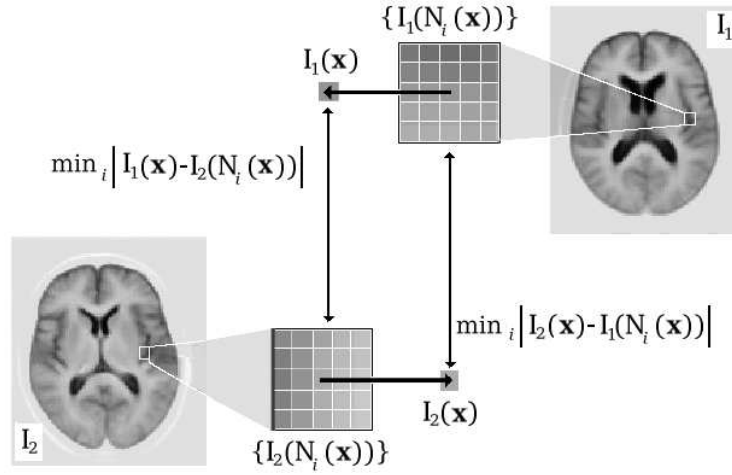 {I₁(Nᵢ(x))}
I₁
I₁(x)
minᵢ|I₁(x)-I₂(Nᵢ(x))|
minᵢ|I₂(x)-I₁(Nᵢ(x))|
I₂(x)
I₂
{I₂(Nᵢ(x))}